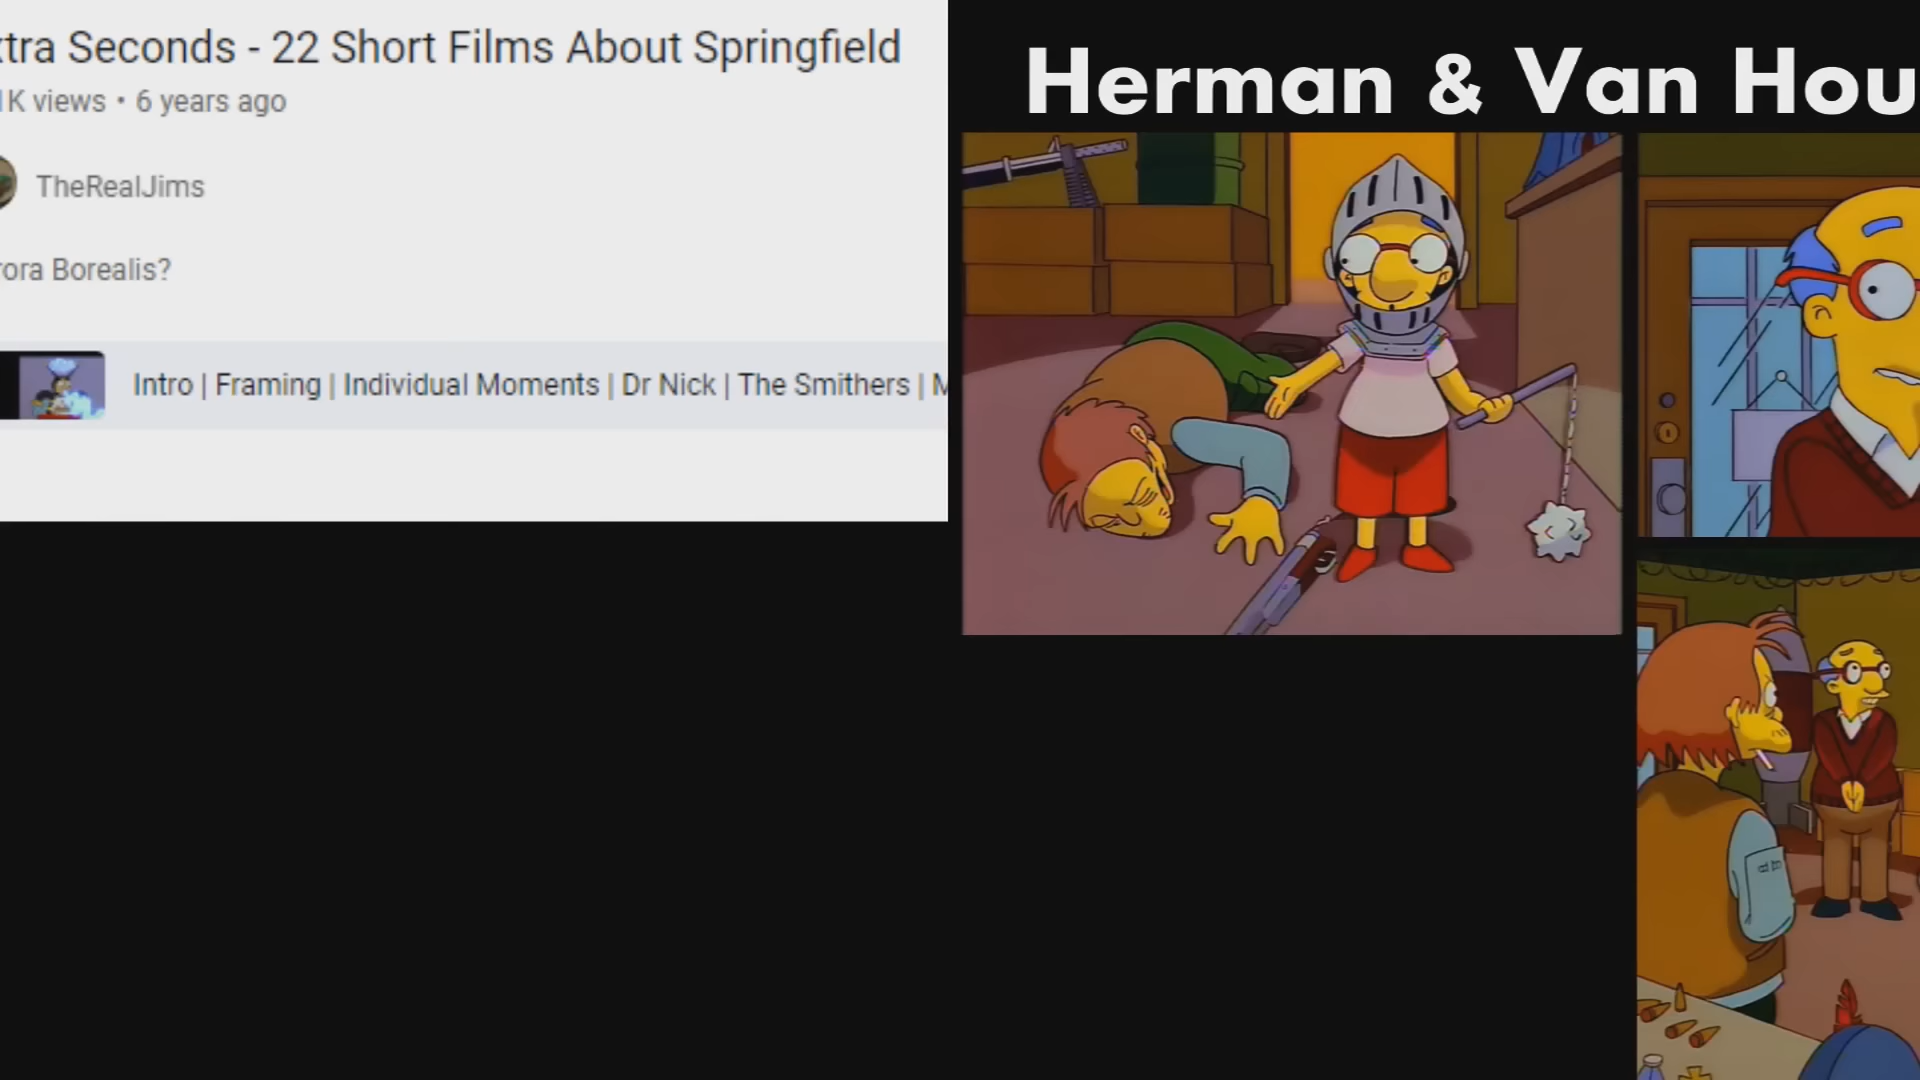 tra Seconds - 22 Short Films About Springfield
K views • 6 years ago
TheRealJims
ora Borealis?
Intro | Framing | Individual Moments | Dr Nick | The Smithers | M
Herman & Van Hou